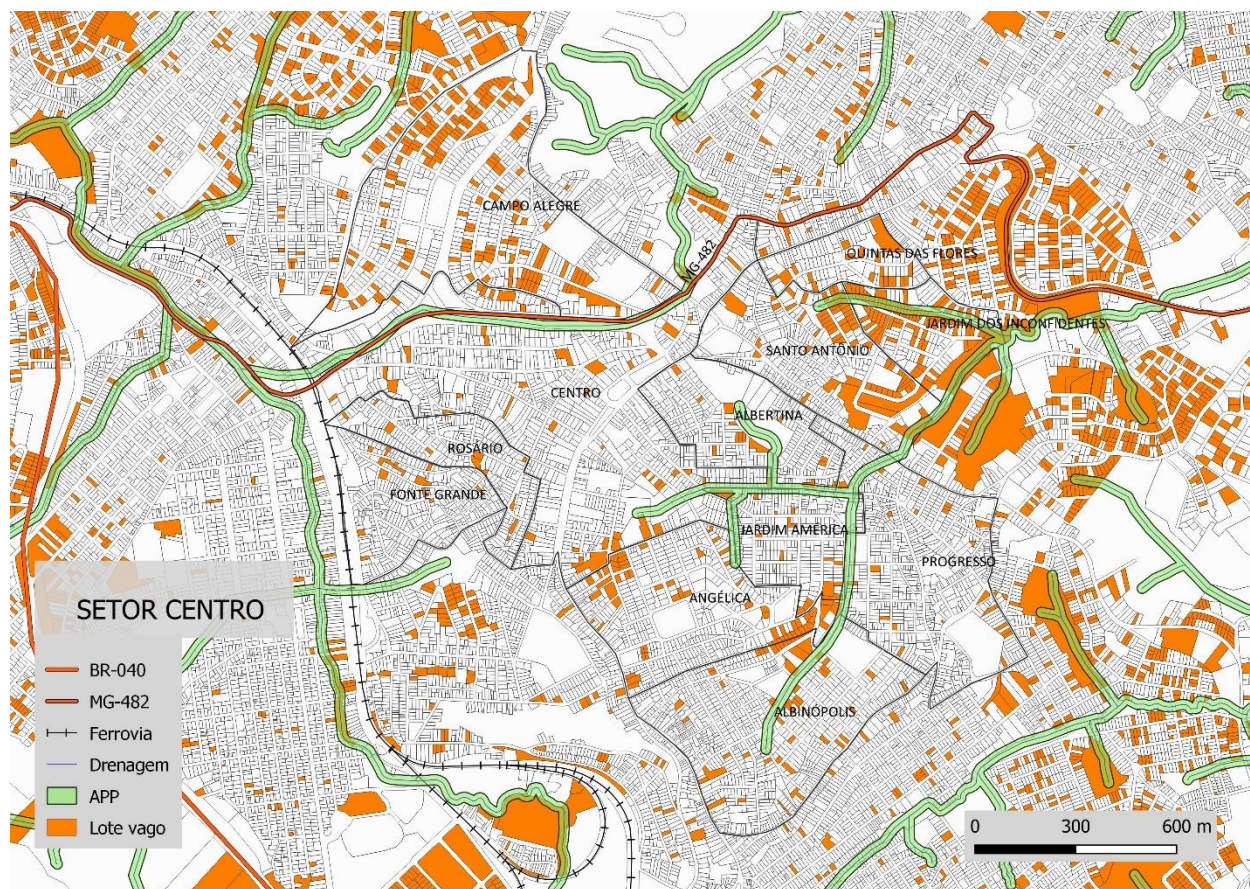 CAMPO ALEGRE
MG-482
QUINTAS DAS FLORES
JARDIM DOS INCONFIDENTES
SANTO ANTÔNIO
CENTRO
ALBERTINA
ROSÁRIO
FONTE GRANDE
JARDIM AMÉRICA
PROGRESSO
ANGÉLICA
ALBINÓPOLIS
SETOR CENTRO
BR-040
MG-482
Ferrovia
Drenagem
APP
Lote vago
0 300 600 m